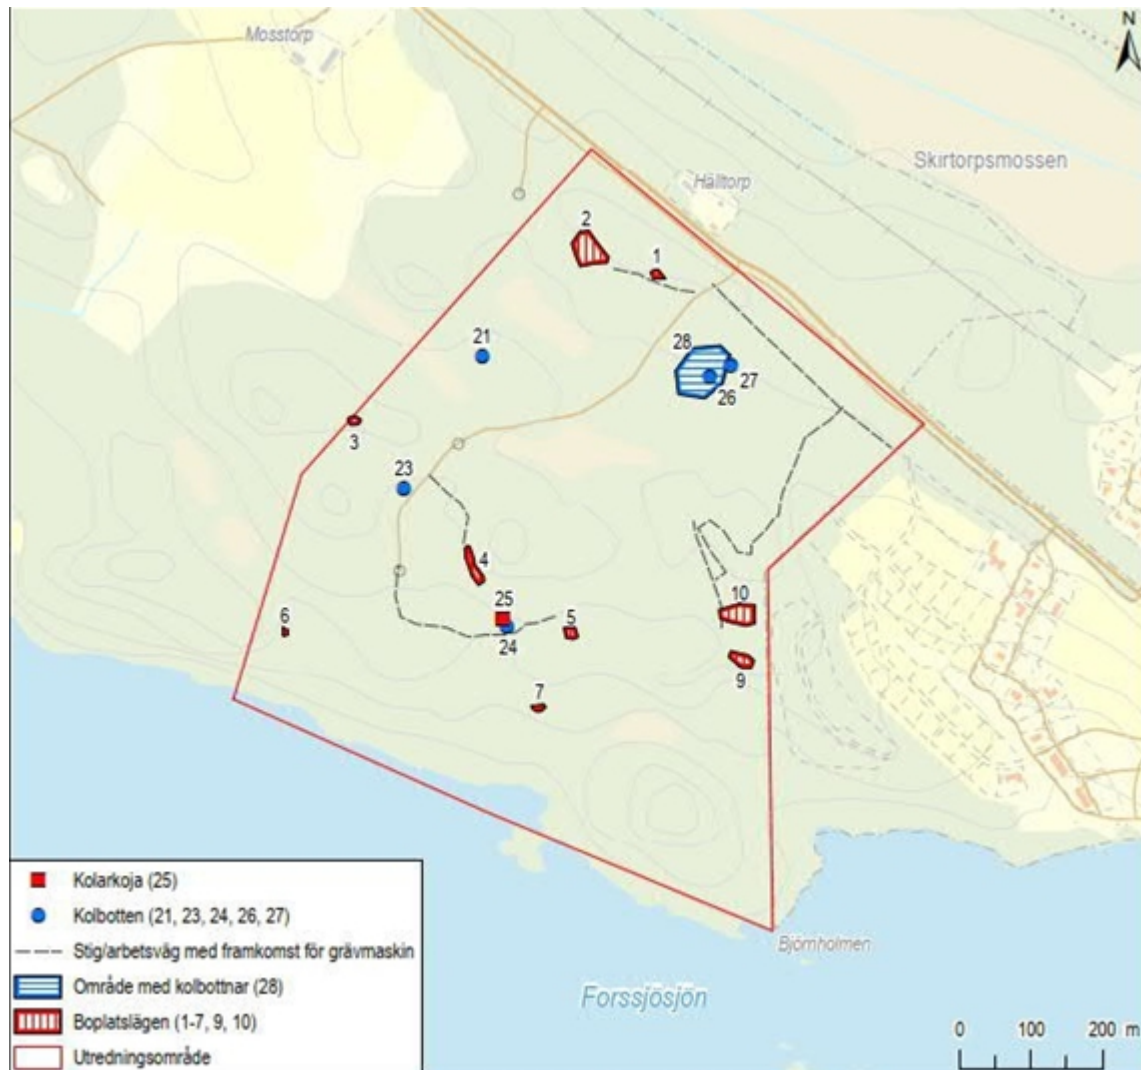 Mosstorp
N
Skirtorpsmossen
Hälltorp
2
1
21
28
27
26
3
23
4
25
24
5
6
10
9
7
Kolarkoja (25)
Kolbotten (21, 23, 24, 26, 27)
Stig/arbetsväg med framkomst för grävmaskin
Område med kolbottnar (28)
Boplatslägen (1-7, 9, 10)
Utredningsområde
Björnholmen
Forssjösjön
0 100 200 m